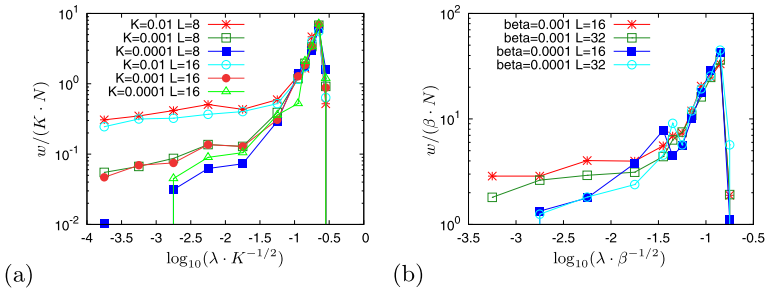 K=0.01 L=8
K=0.001 L=8
K=0.0001 L=8
K=0.01 L=16
K=0.001 L=16
K=0.0001 L=16
10^1
10^0
10^-1
10^-2
w/(K · N)
-4 -3.5 -3 -2.5 -2 -1.5 -1 -0.5 0
log10(λ · K^-1/2)
(a)
beta=0.001 L=16
beta=0.001 L=32
beta=0.0001 L=16
beta=0.0001 L=32
10^2
10^1
10^0
w/(β · N)
-3.5 -3 -2.5 -2 -1.5 -1 -0.5
log10(λ · β^-1/2)
(b)